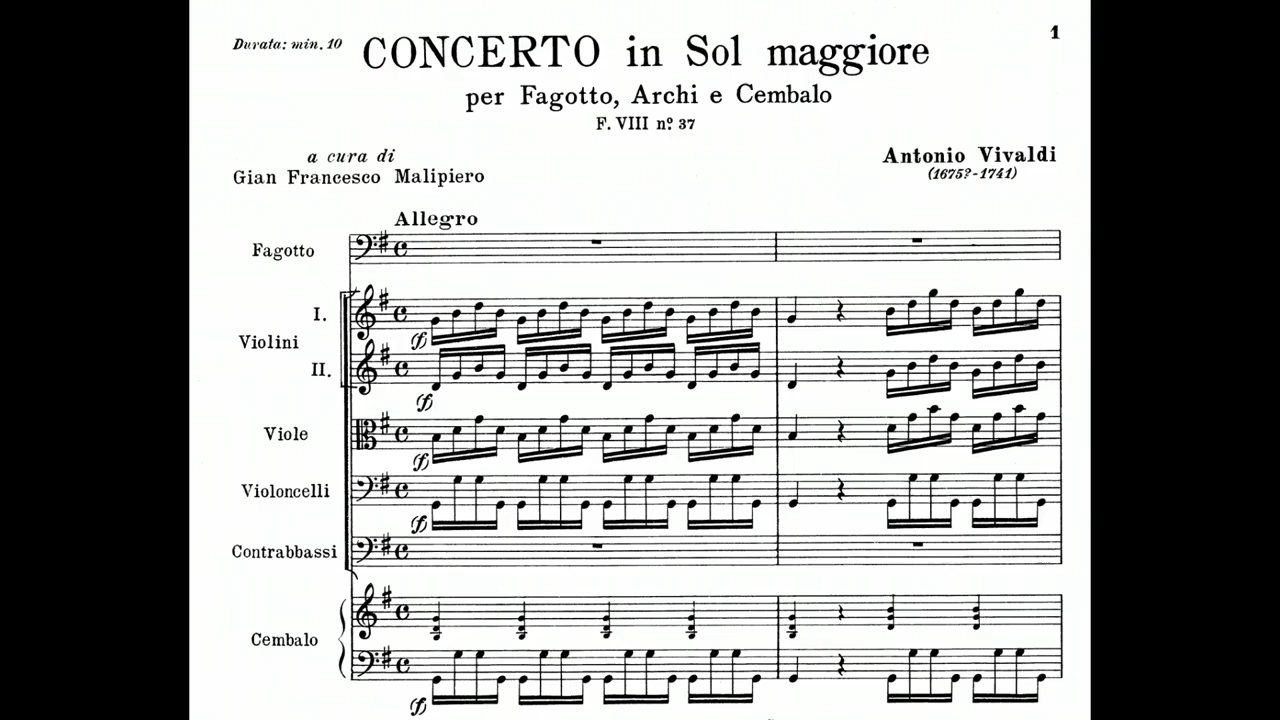 Durata: min. 10
1
CONCERTO in Sol maggiore
per Fagotto, Archi e Cembalo
F. VIII nº 37
a cura di
Gian Francesco Malipiero
Antonio Vivaldi
(1675?-1741)
Allegro
Fagotto
I.
Violini
II.
Viole
Violoncelli
Contrabbassi
Cembalo
f
f
f
f
f